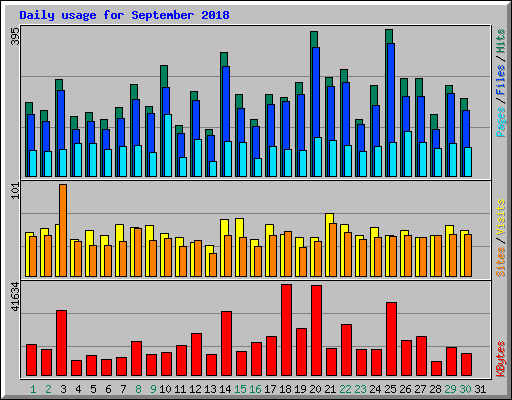 Daily usage for September 2018
395
Pages / Files / Hits
101
Sites / Visits
41634
KBytes
1 2 3 4 5 6 7 8 9 10 11 12 13 14 15 16 17 18 19 20 21 22 23 24 25 26 27 28 29 30 31